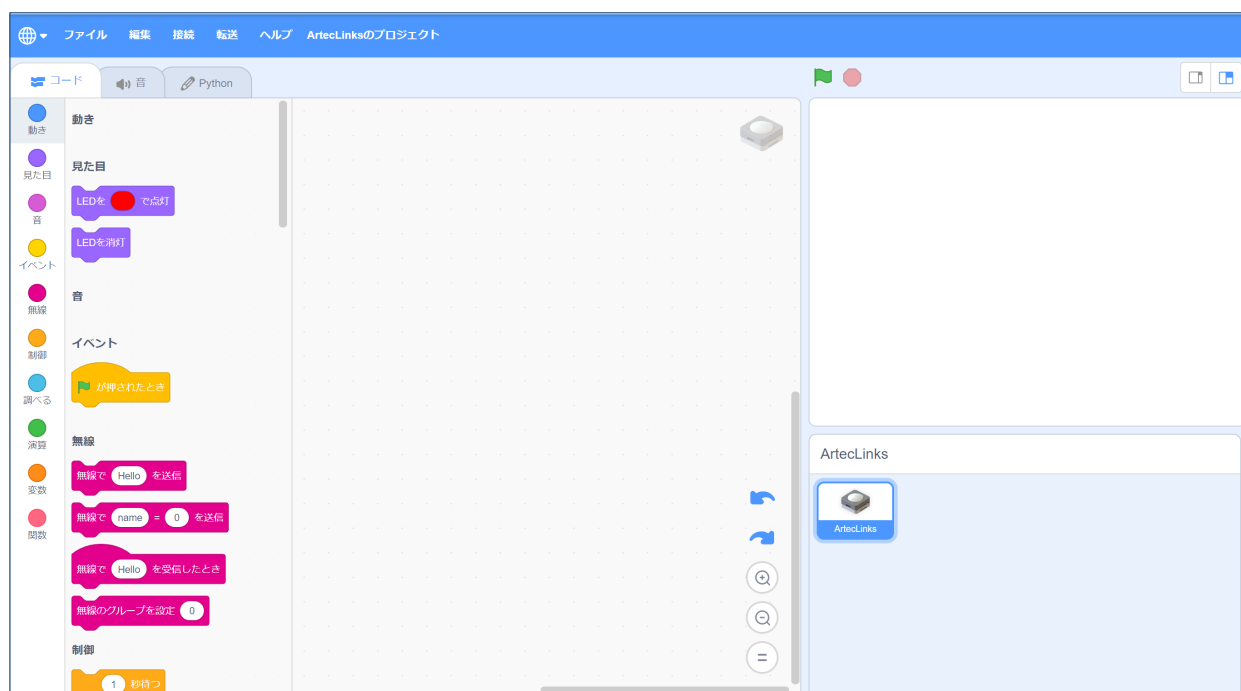 ファイル 編集 接続 転送 ヘルプ ArtecLinksのプロジェクト
コード 音 Python
動き
見た目
音
イベント
無線
制御
調べる
演算
変数
関数
動き
見た目
LEDを で点灯
LEDを消灯
音
イベント
が押されたとき
無線
無線で Hello を送信
無線で name = 0 を送信
無線で Hello を受信したとき
無線のグループを設定 0
制御
1 秒待つ
ArtecLinks
ArtecLinks